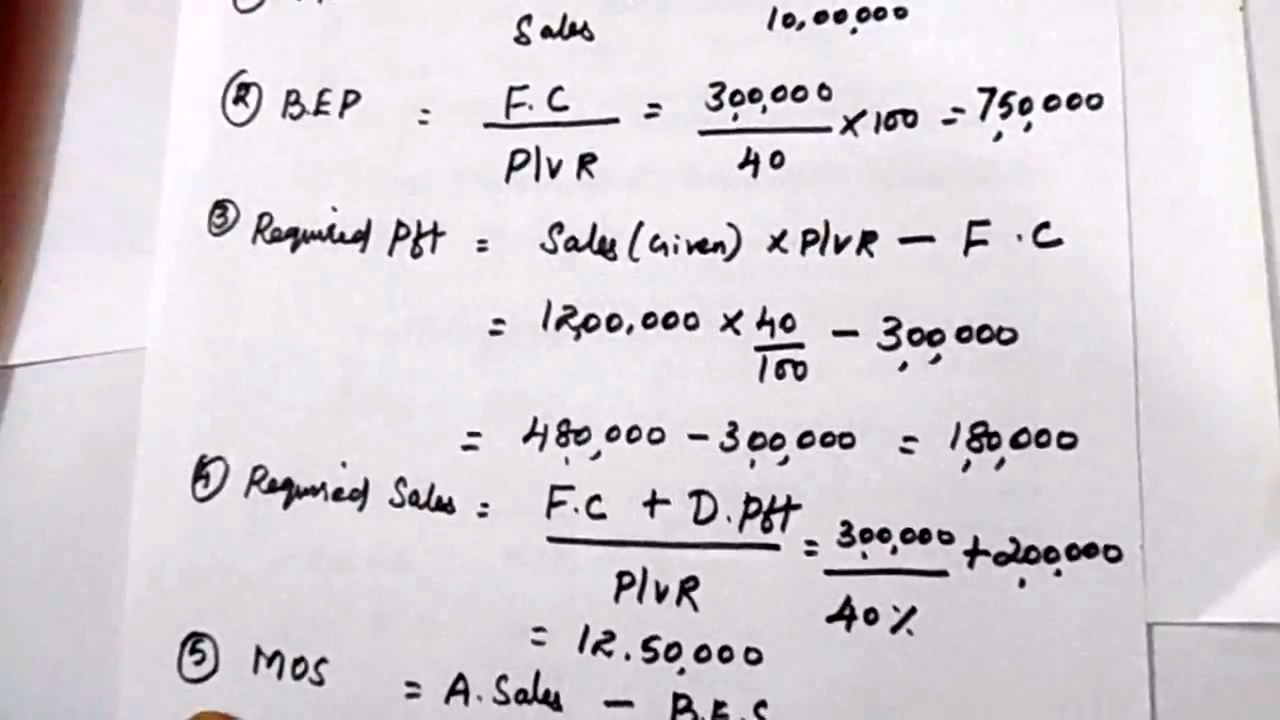 Sales 10,00,000
② B.E.P = F.C / P/V R = 300,000 / 40 × 100 = 750,000
③ Required Pft = Sales (Given) × P/V R – F.C
= 1200,000 × 40/100 – 300,000
= 480,000 – 300,000 = 180,000
④ Required Sales = F.C + D.Pft / P/V R = 300,000 / 40% + 200,000
= 12.50,000
⑤ MOS = A. Sales – B.E.S